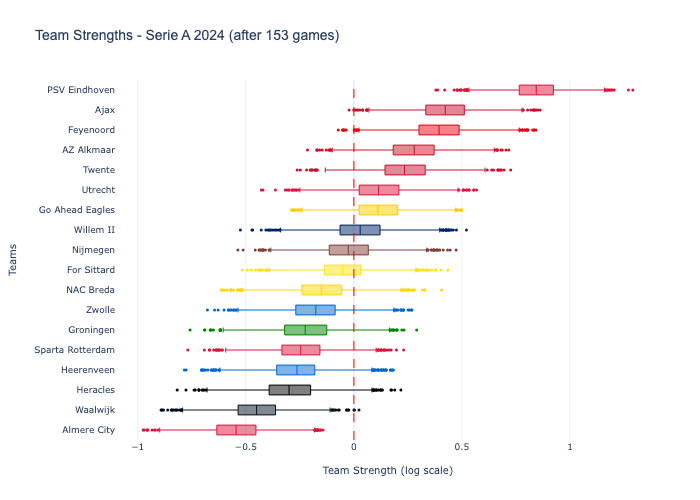 Team Strengths - Serie A 2024 (after 153 games)
PSV Eindhoven
Ajax
Feyenoord
AZ Alkmaar
Twente
Utrecht
Go Ahead Eagles
Willem II
Nijmegen
For Sittard
NAC Breda
Zwolle
Groningen
Sparta Rotterdam
Heerenveen
Heracles
Waalwijk
Almere City
Teams
−1 −0.5 0 0.5 1
Team Strength (log scale)